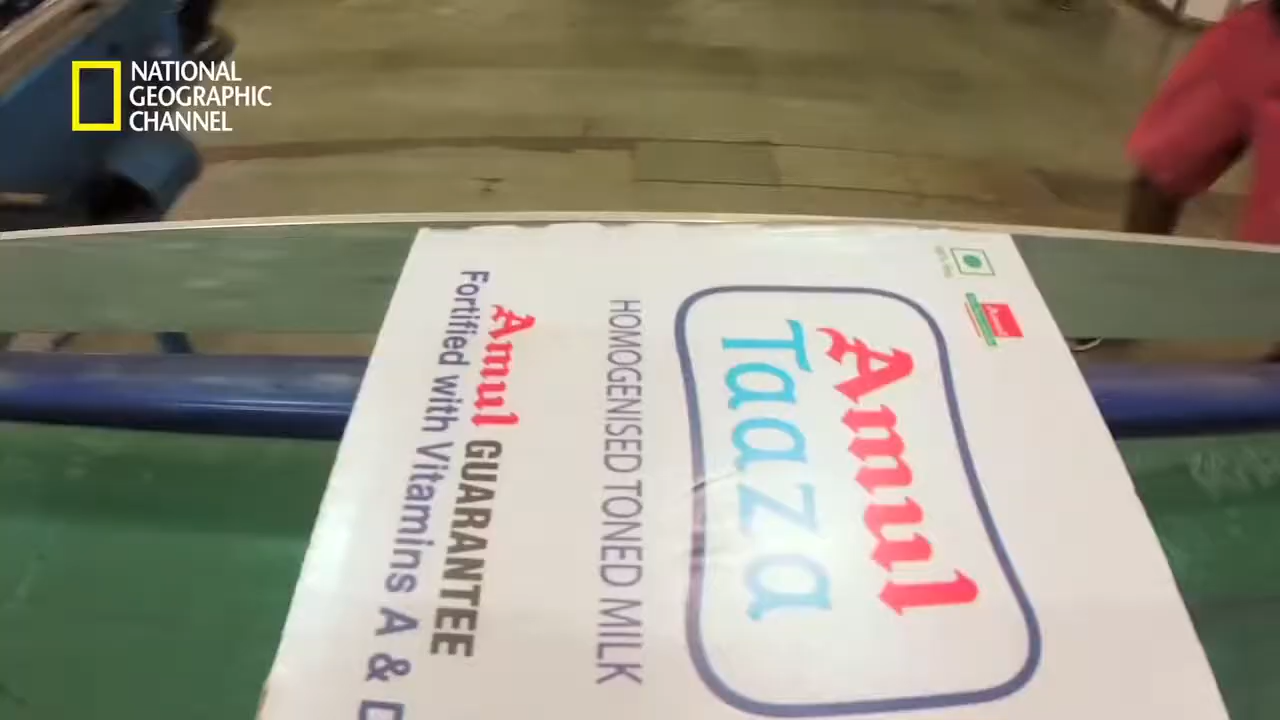 NATIONAL
GEOGRAPHIC
CHANNEL
Amul
Taaza
HOMOGENISED TONED MILK
Amul GUARANTEE
Fortified with Vitamins A & D